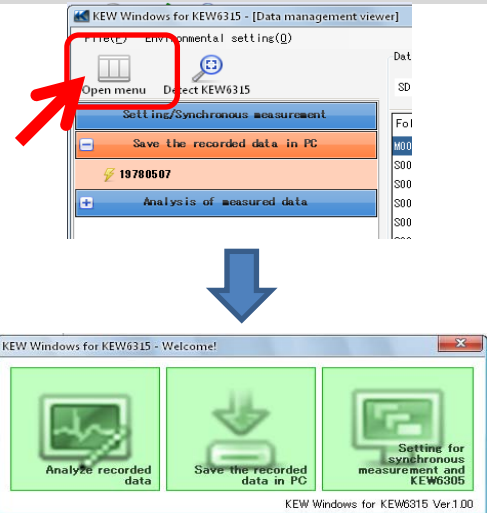 KEW Windows for KEW6315 - [Data management viewer]
File(F) Environmental setting(O)
Dat
Open menu Detect KEW6315
SD
Setting/Synchronous measurement
Fol
Save the recorded data in PC
M00
19780507
S00
S00
Analysis of measured data
S00
S00
KEW Windows for KEW6315 - Welcome!
Analyze recorded
data
Save the recorded
data in PC
Setting for
synchronous
measurement and
KEW6305
KEW Windows for KEW6315 Ver.1.00